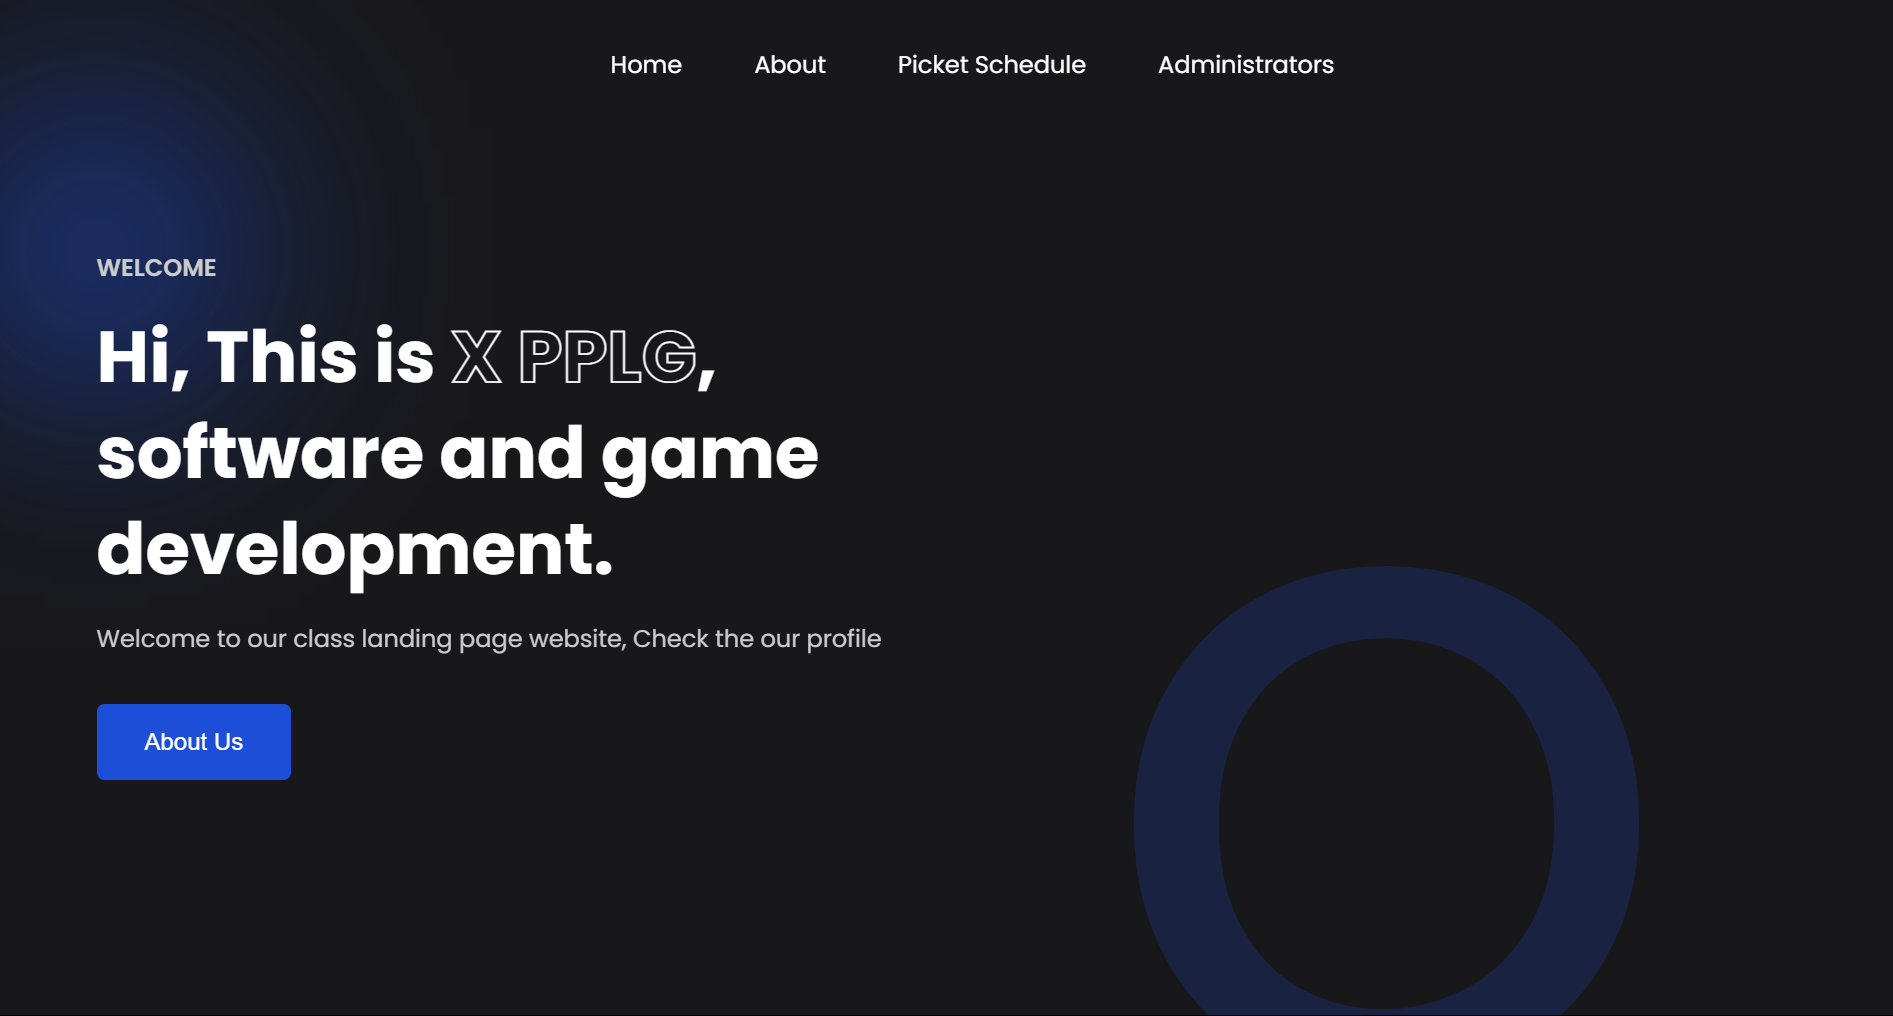 Home About Picket Schedule Administrators
WELCOME
Hi, This is X PPLG,
software and game
development.
Welcome to our class landing page website, Check the our profile
About Us
O